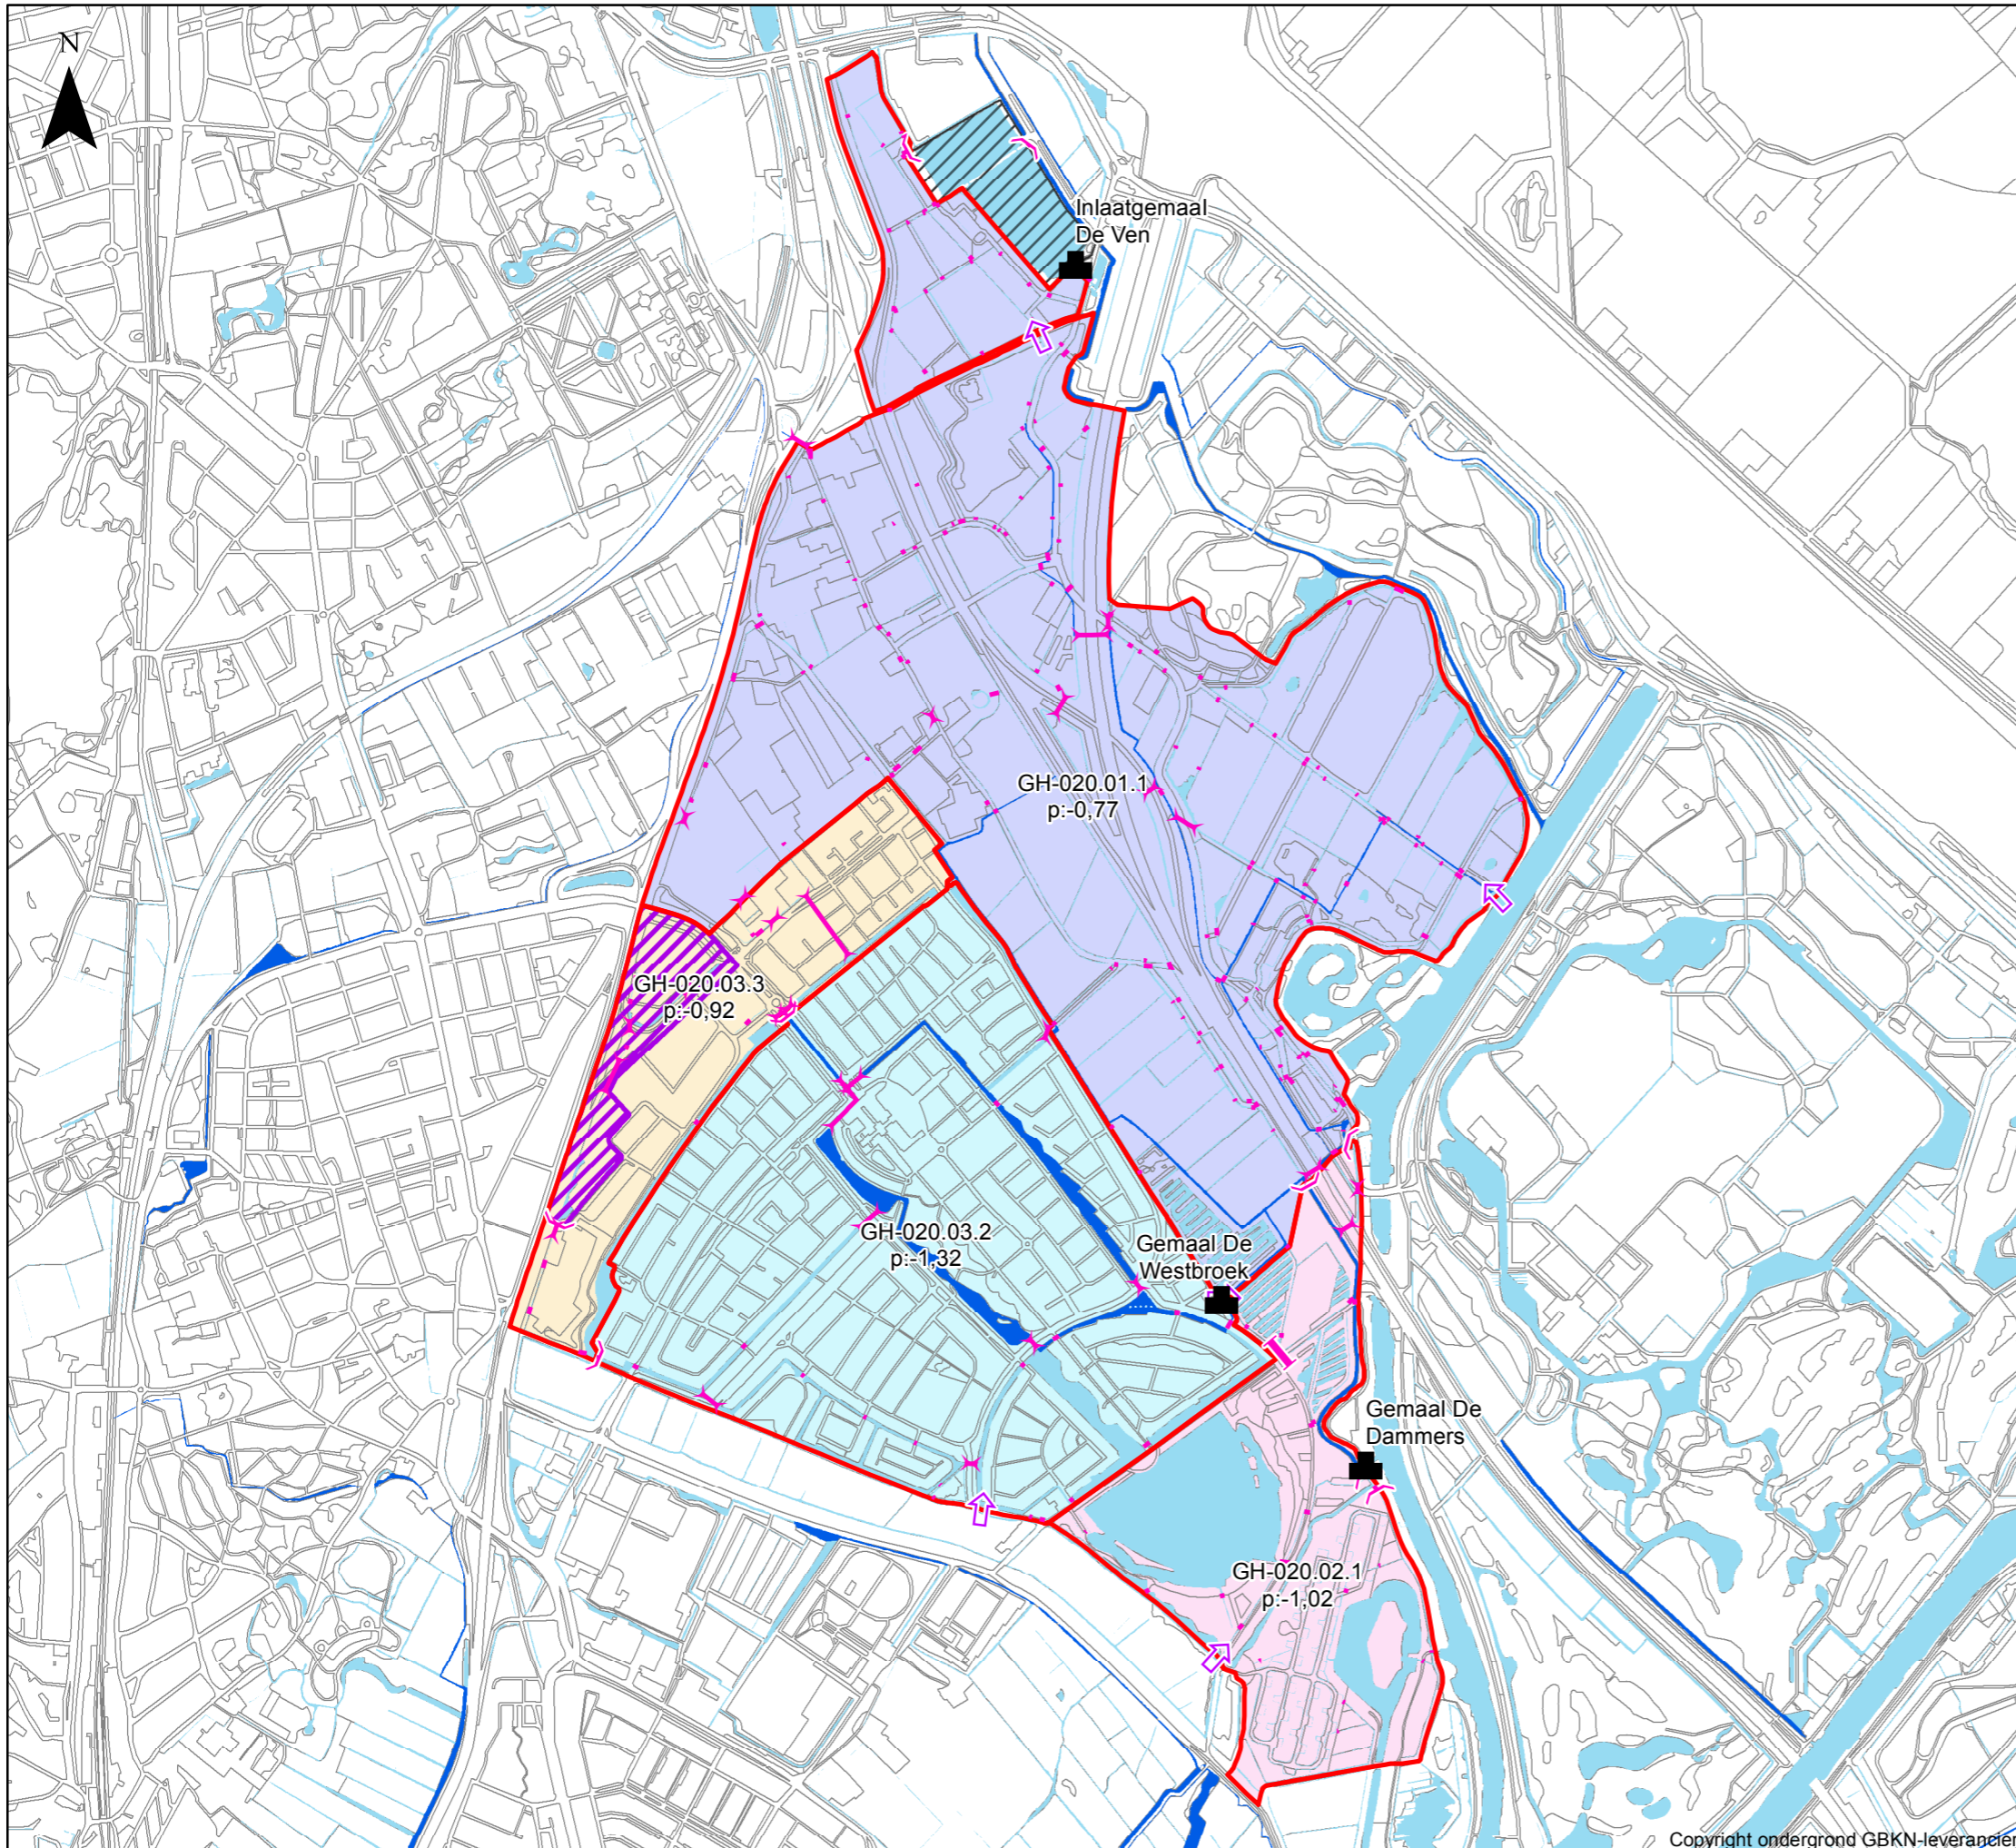 N
Inlaatgemaal
De Ven
GH-020.01.1
p:-0,77
GH-020.03.3
p:-0,92
GH-020.03.2
p:-1,32
Gemaal De
Westbroek
Gemaal De
Dammers
GH-020.02.1
p:-1,02
Copyright ondergrond GBKN-leverancie